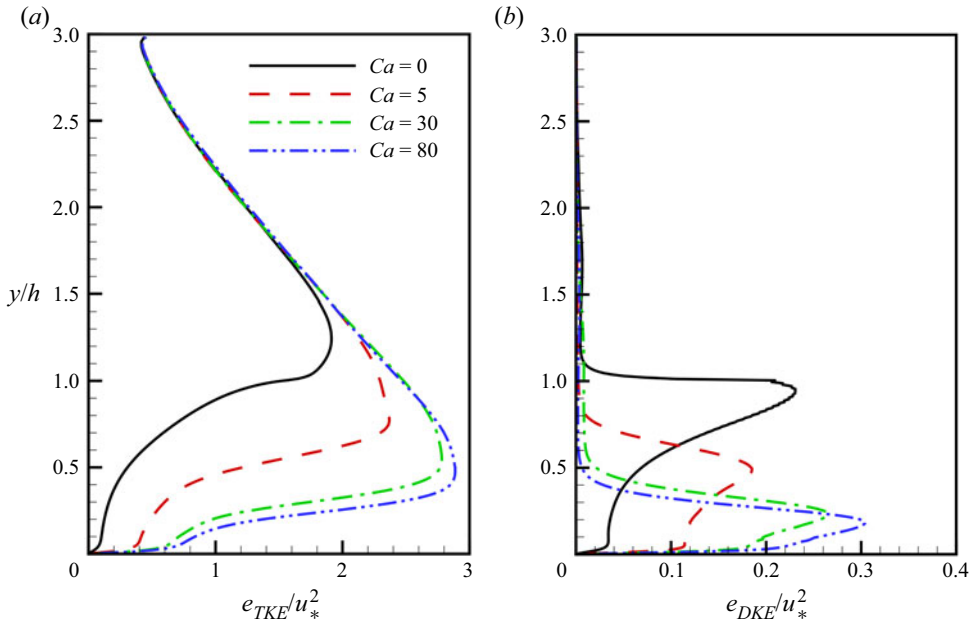 (a)
3.0
2.5
2.0
1.5
1.0
0.5
0
1
2
3
y/h
e_TKE/u_*^2
Ca = 0
Ca = 5
Ca = 30
Ca = 80
(b)
3.0
2.5
2.0
1.5
1.0
0.5
0
0.1
0.2
0.3
0.4
e_DKE/u_*^2